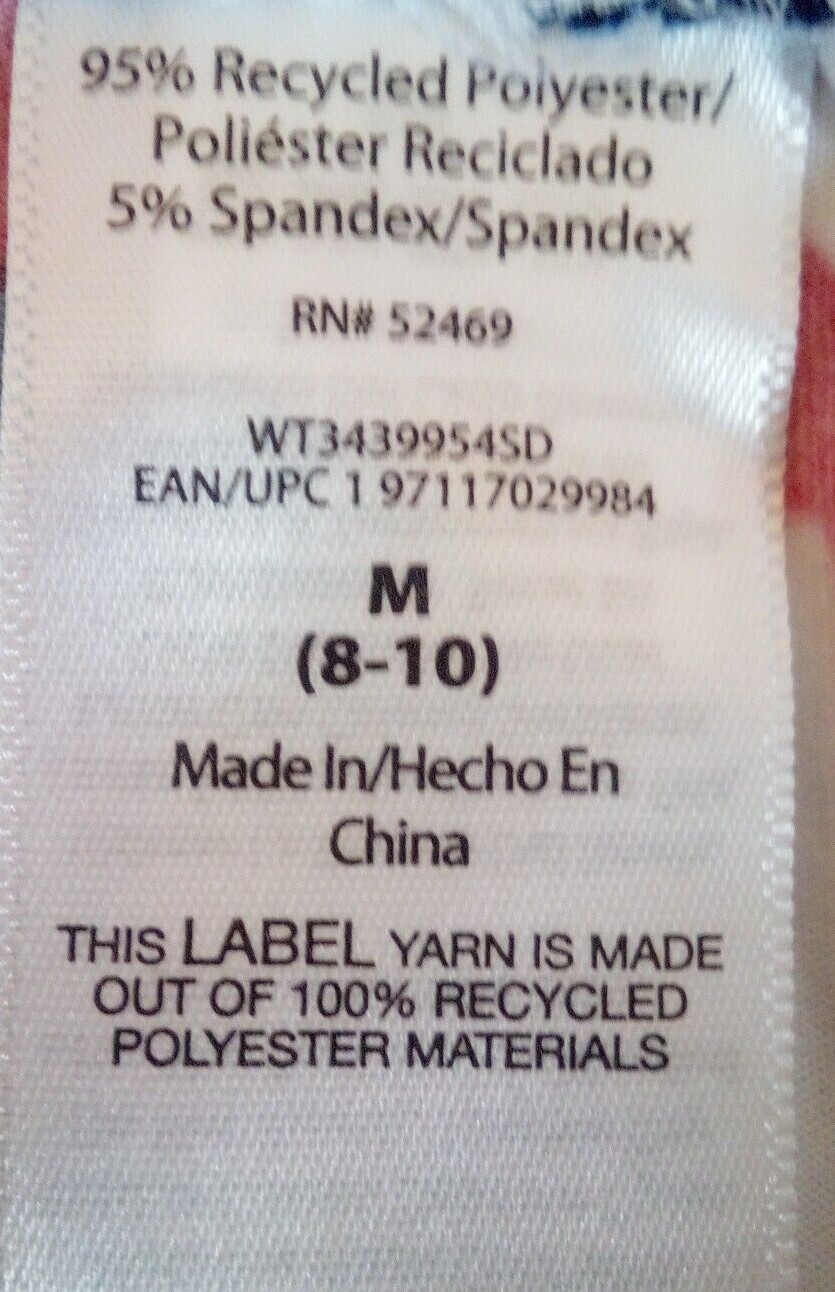 95% Recycled Polyester/
Poliéster Reciclado
5% Spandex/Spandex
RN# 52469
WT3439954SD
EAN/UPC 1 97117029984
M
(8-10)
Made In/Hecho En
China
THIS LABEL YARN IS MADE
OUT OF 100% RECYCLED
POLYESTER MATERIALS